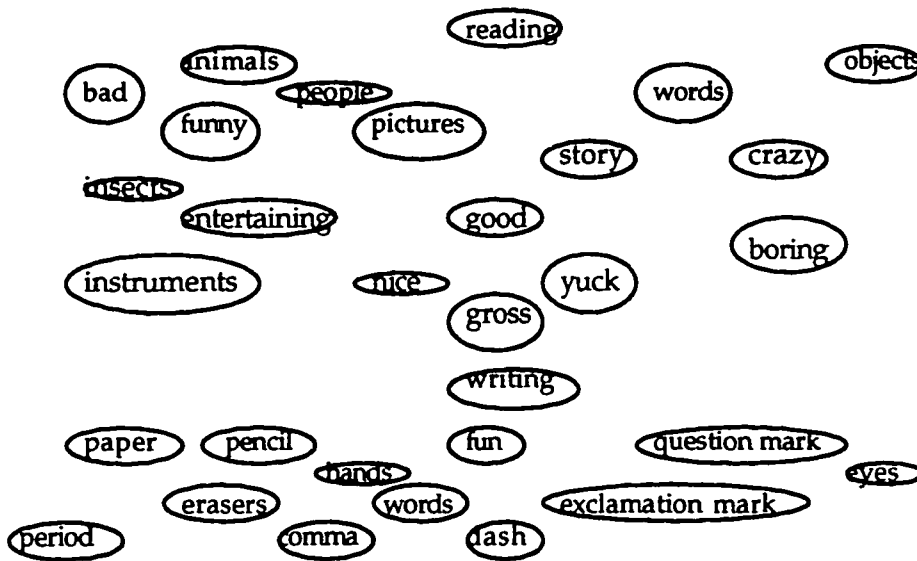 reading
animals
objects
bad
people
words
funny
pictures
story
crazy
insects
entertaining
good
boring
instruments
nice
yuck
gross
writing
paper
pencil
fun
question mark
hands
eyes
erasers
words
exclamation mark
period
comma
dash